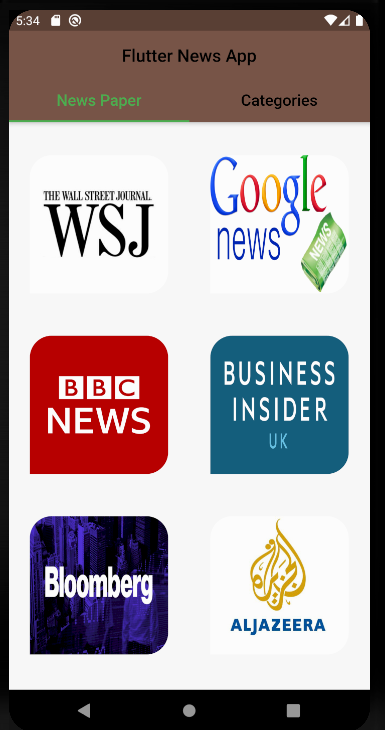 5:34
Flutter News App
News Paper
Categories
THE WALL STREET JOURNAL.
WSJ
Google
news
NEWS
BBC
NEWS
BUSINESS
INSIDER
UK
Bloomberg
ALJAZEERA